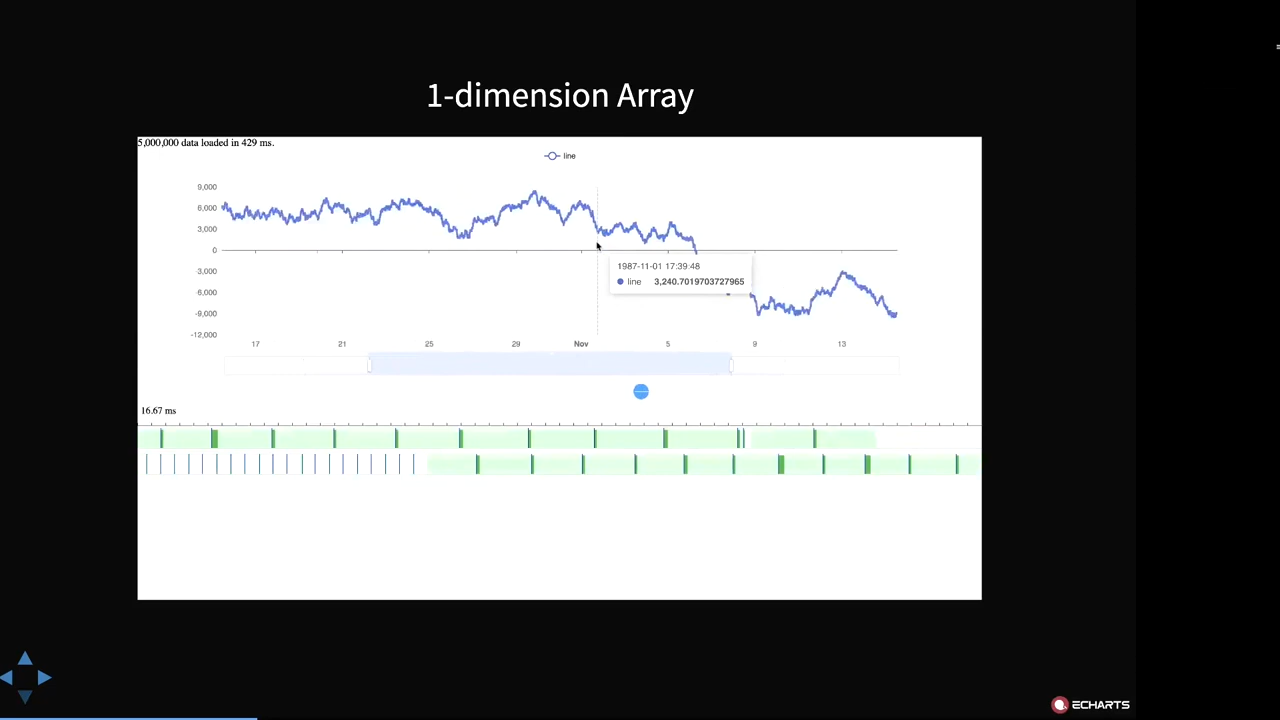 1-dimension Array
5,000,000 data loaded in 429 ms.
line
9,000
6,000
3,000
0
-3,000
-6,000
-9,000
-12,000
1987-11-01 17:39:48
line 3,240.7019703727965
17 21 25 29 Nov 5 9 13
16.67 ms
ECHARTS